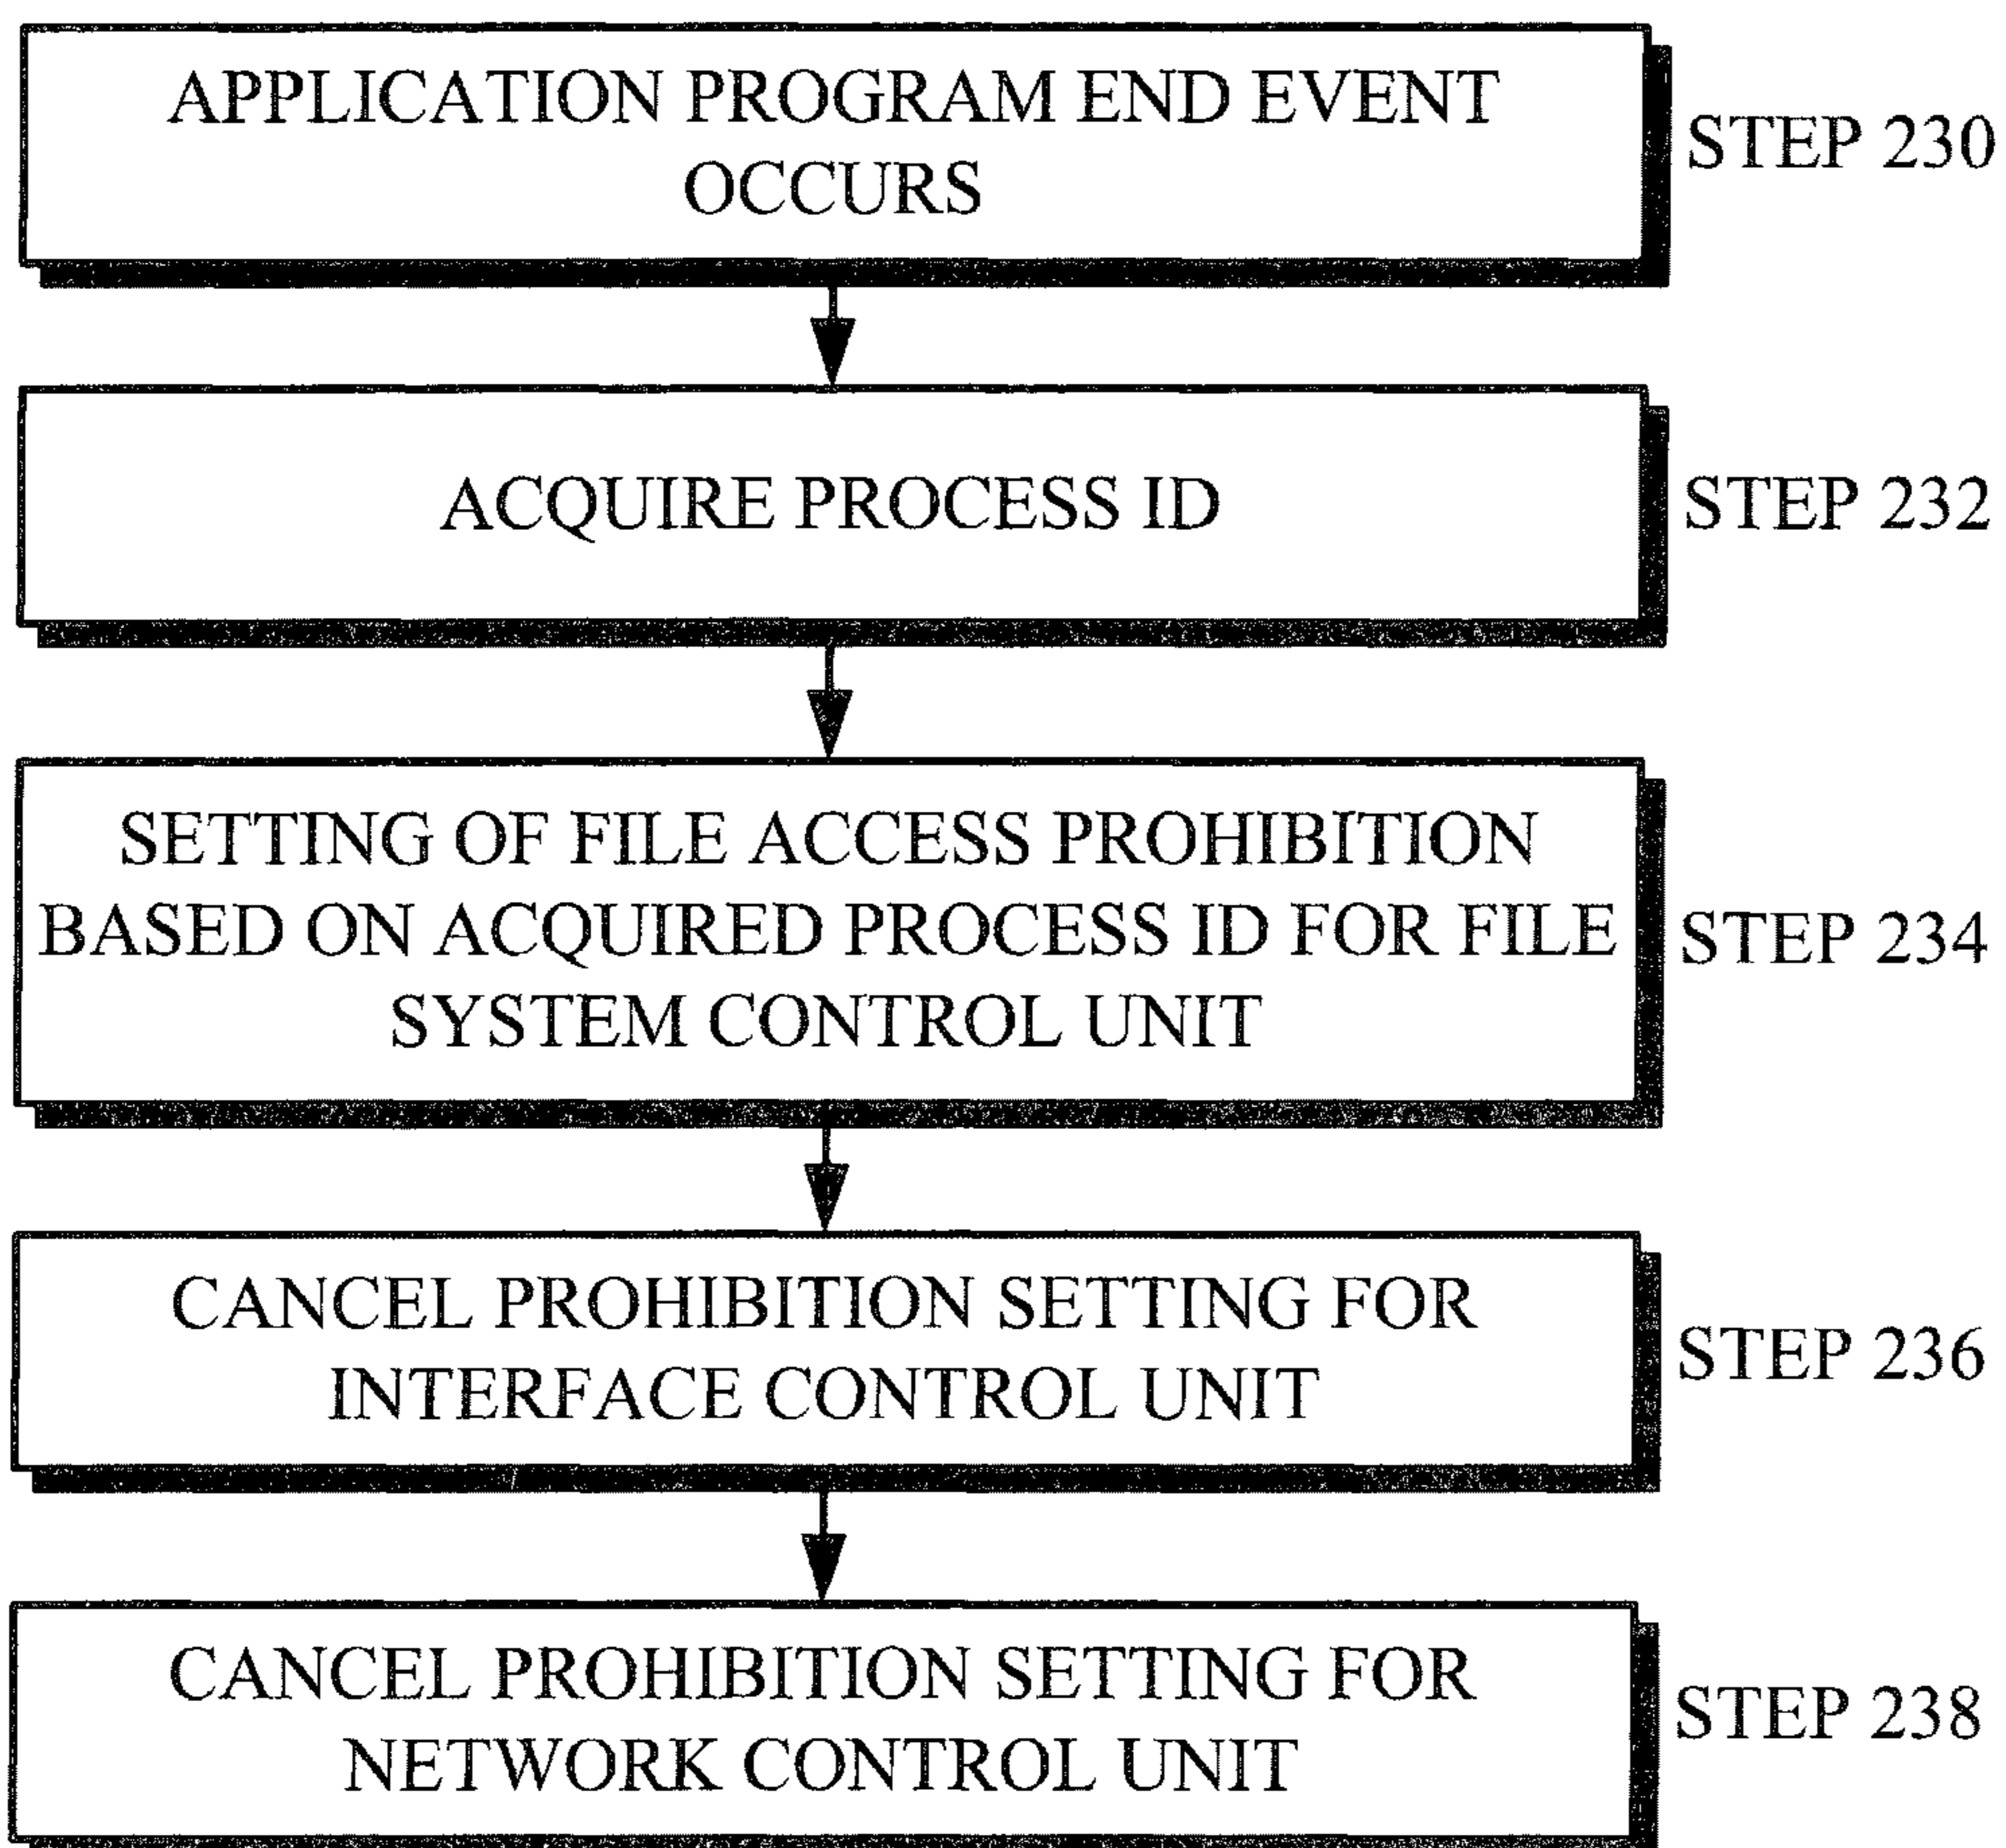 APPLICATION PROGRAM END EVENT
OCCURS
STEP 230
ACQUIRE PROCESS ID
STEP 232
SETTING OF FILE ACCESS PROHIBITION
BASED ON ACQUIRED PROCESS ID FOR FILE
SYSTEM CONTROL UNIT
STEP 234
CANCEL PROHIBITION SETTING FOR
INTERFACE CONTROL UNIT
STEP 236
CANCEL PROHIBITION SETTING FOR
NETWORK CONTROL UNIT
STEP 238